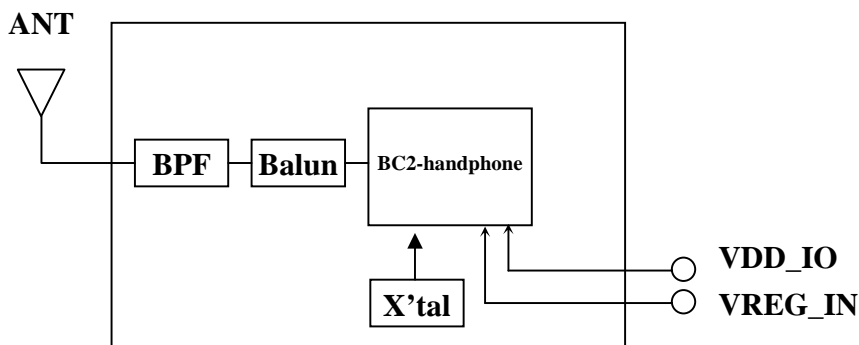 ANT
BPF
Balun
BC2-handphone
X’tal
VDD_IO
VREG_IN